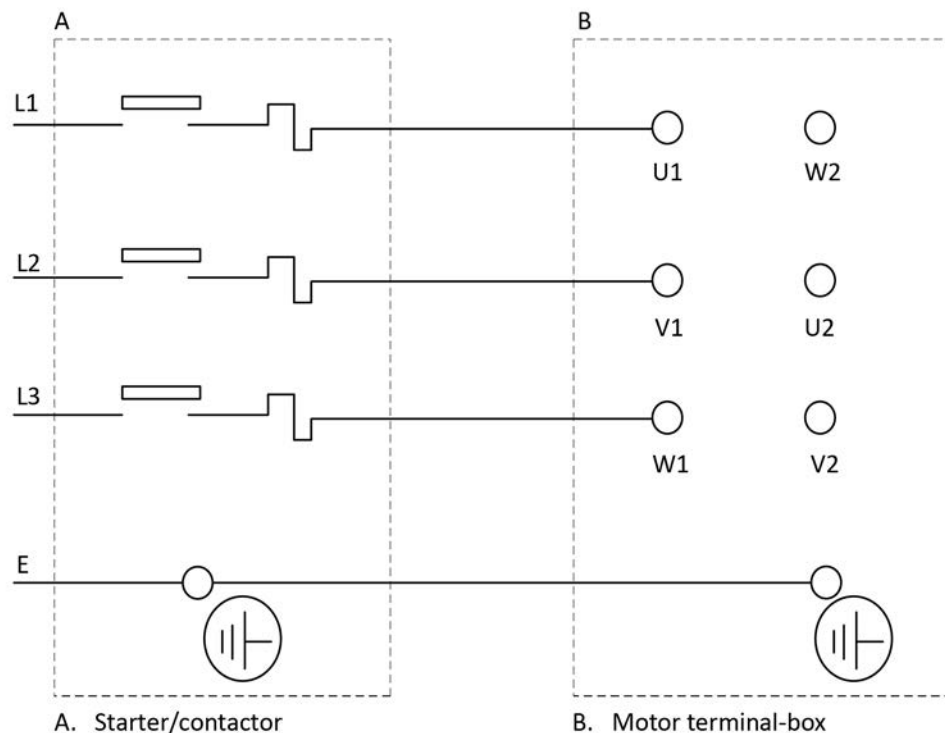 A
B
L1
U1
W2
L2
V1
U2
L3
W1
V2
E
A. Starter/contactor
B. Motor terminal-box